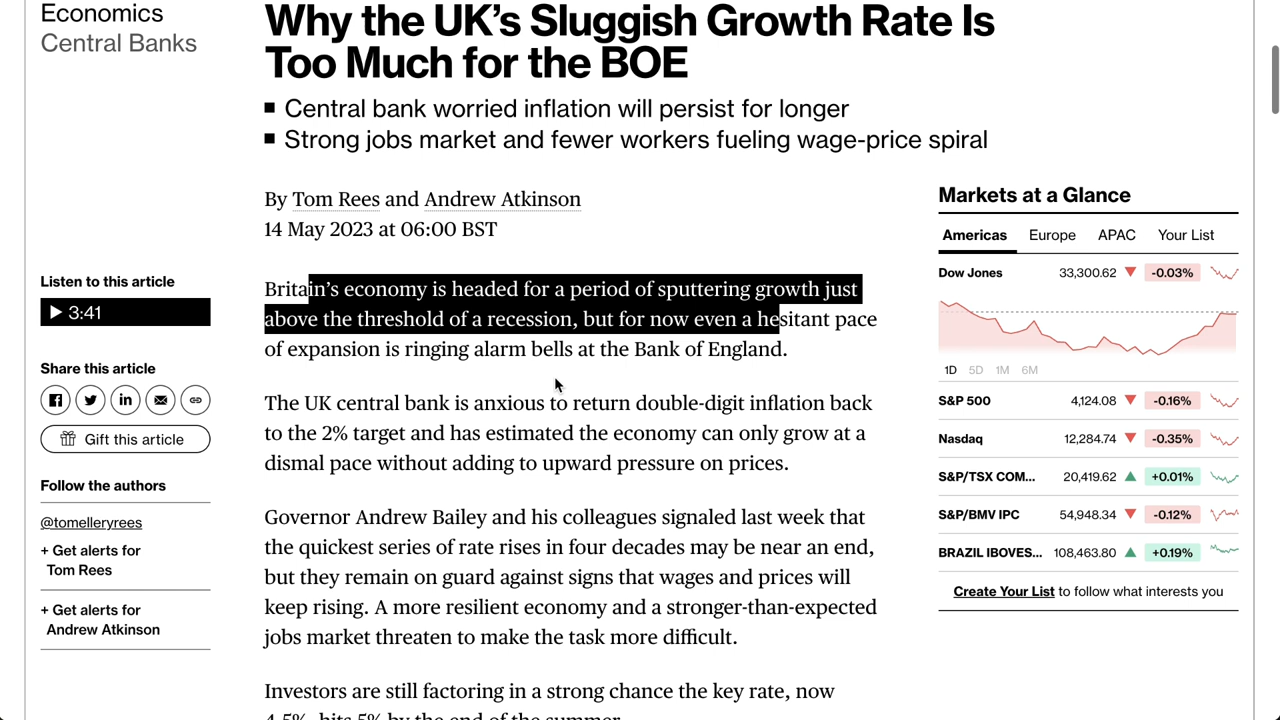 Economics
Central Banks
Why the UK’s Sluggish Growth Rate Is
Too Much for the BOE
■ Central bank worried inflation will persist for longer
■ Strong jobs market and fewer workers fueling wage-price spiral
By Tom Rees and Andrew Atkinson
14 May 2023 at 06:00 BST
Listen to this article
3:41
Share this article
Gift this article
Follow the authors
@tomelleryrees
+ Get alerts for
Tom Rees
+ Get alerts for
Andrew Atkinson
Britain’s economy is headed for a period of sputtering growth just
above the threshold of a recession, but for now even a hesitant pace
of expansion is ringing alarm bells at the Bank of England.
The UK central bank is anxious to return double-digit inflation back
to the 2% target and has estimated the economy can only grow at a
dismal pace without adding to upward pressure on prices.
Governor Andrew Bailey and his colleagues signaled last week that
the quickest series of rate rises in four decades may be near an end,
but they remain on guard against signs that wages and prices will
keep rising. A more resilient economy and a stronger-than-expected
jobs market threaten to make the task more difficult.
Investors are still factoring in a strong chance the key rate, now
4.5%, hits 5% by the end of the summer.
Markets at a Glance
Americas Europe APAC Your List
Dow Jones 33,300.62 ▼ -0.03%
1D 5D 1M 6M
S&P 500 4,124.08 ▼ -0.16%
Nasdaq 12,284.74 ▼ -0.35%
S&P/TSX COM... 20,419.62 ▲ +0.01%
S&P/BMV IPC 54,948.34 ▼ -0.12%
BRAZIL IBOVES... 108,463.80 ▲ +0.19%
Create Your List to follow what interests you